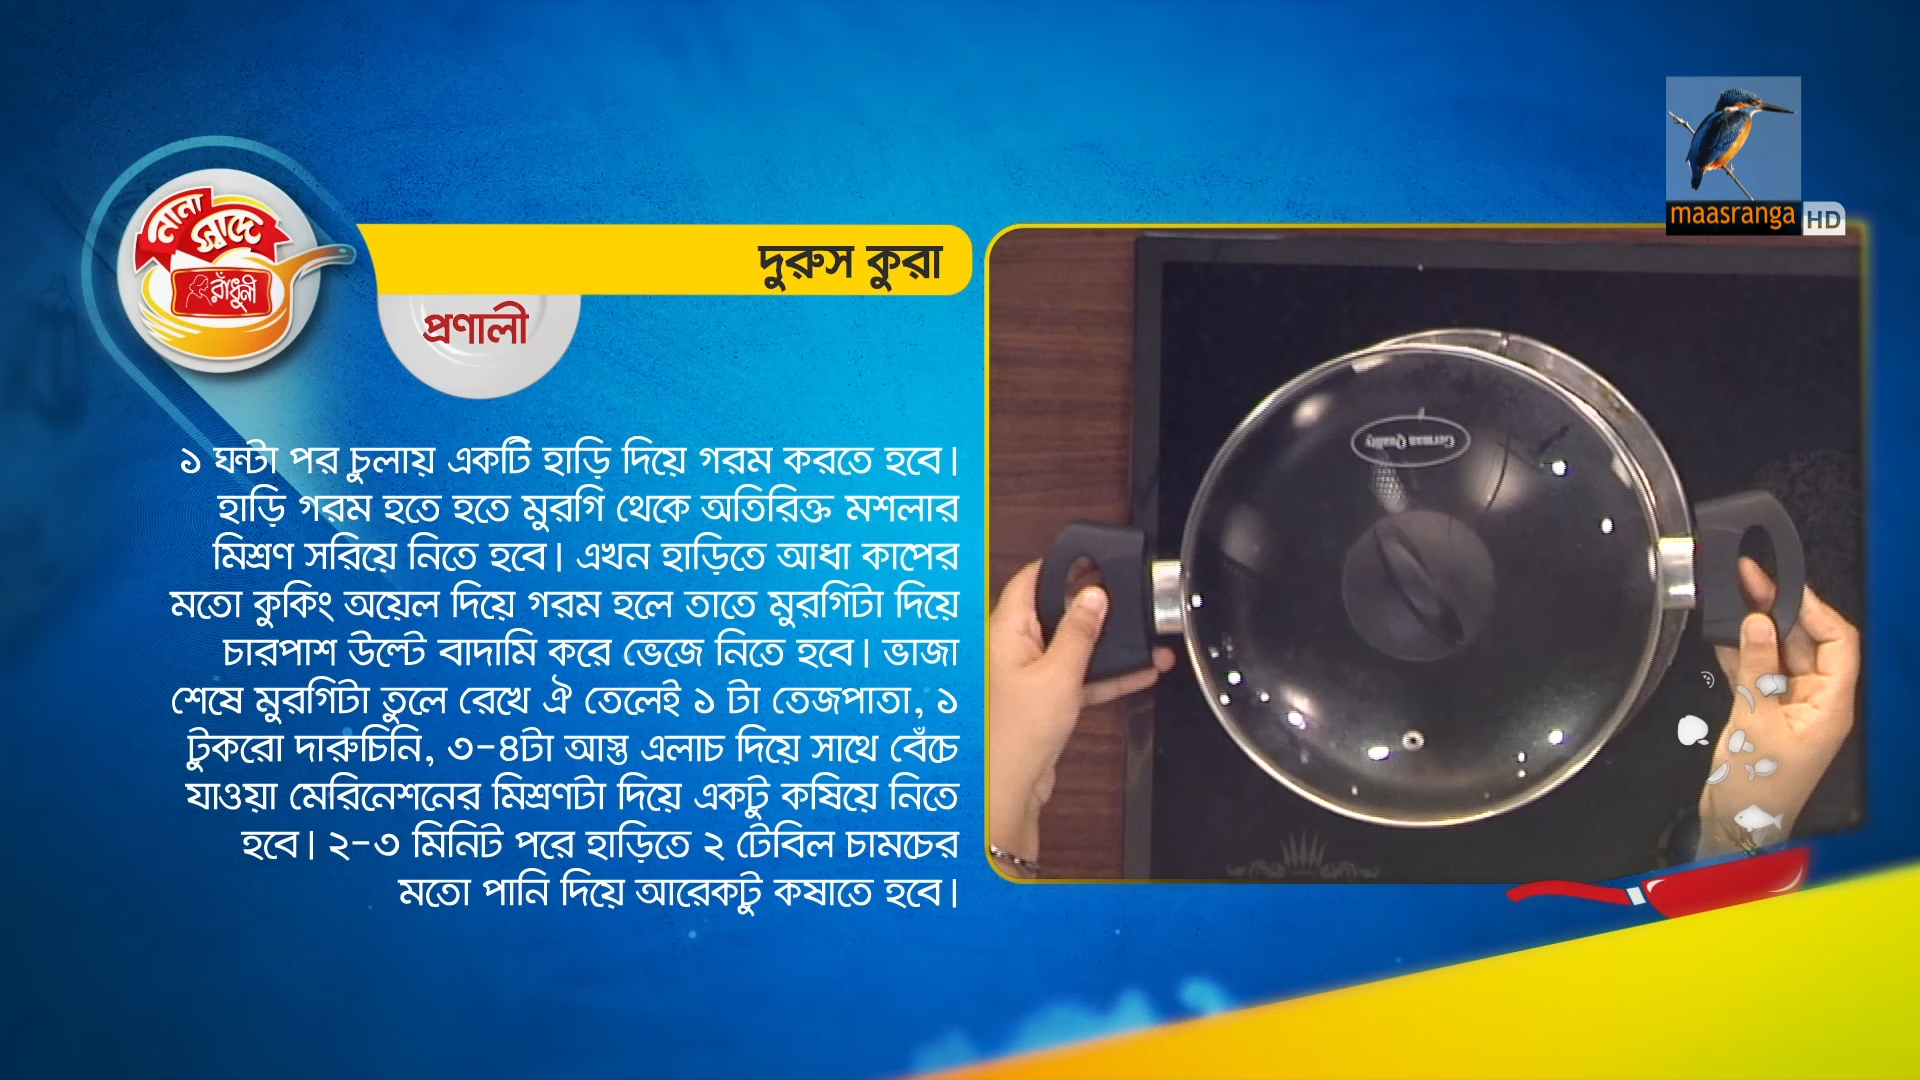 নানা
স্বাদে
রাঁধুনী
দুরুস কুরা
প্রণালী
১ ঘন্টা পর চুলায় একটি হাড়ি দিয়ে গরম করতে হবে।
হাড়ি গরম হতে হতে মুরগি থেকে অতিরিক্ত মশলার
মিশ্রণ সরিয়ে নিতে হবে। এখন হাড়িতে আধা কাপের
মতো কুকিং অয়েল দিয়ে গরম হলে তাতে মুরগিটা দিয়ে
চারপাশ উল্টে বাদামি করে ভেজে নিতে হবে। ভাজা
শেষে মুরগিটা তুলে রেখে ঐ তেলেই ১ টা তেজপাতা, ১
টুকরো দারুচিনি, ৩-৪টা আস্ত এলাচ দিয়ে সাথে বেঁচে
যাওয়া মেরিনেশনের মিশ্রণটা দিয়ে একটু কষিয়ে নিতে
হবে। ২-৩ মিনিট পরে হাড়িতে ২ টেবিল চামচের
মতো পানি দিয়ে আরেকটু কষাতে হবে।
maasranga HD
German Quality